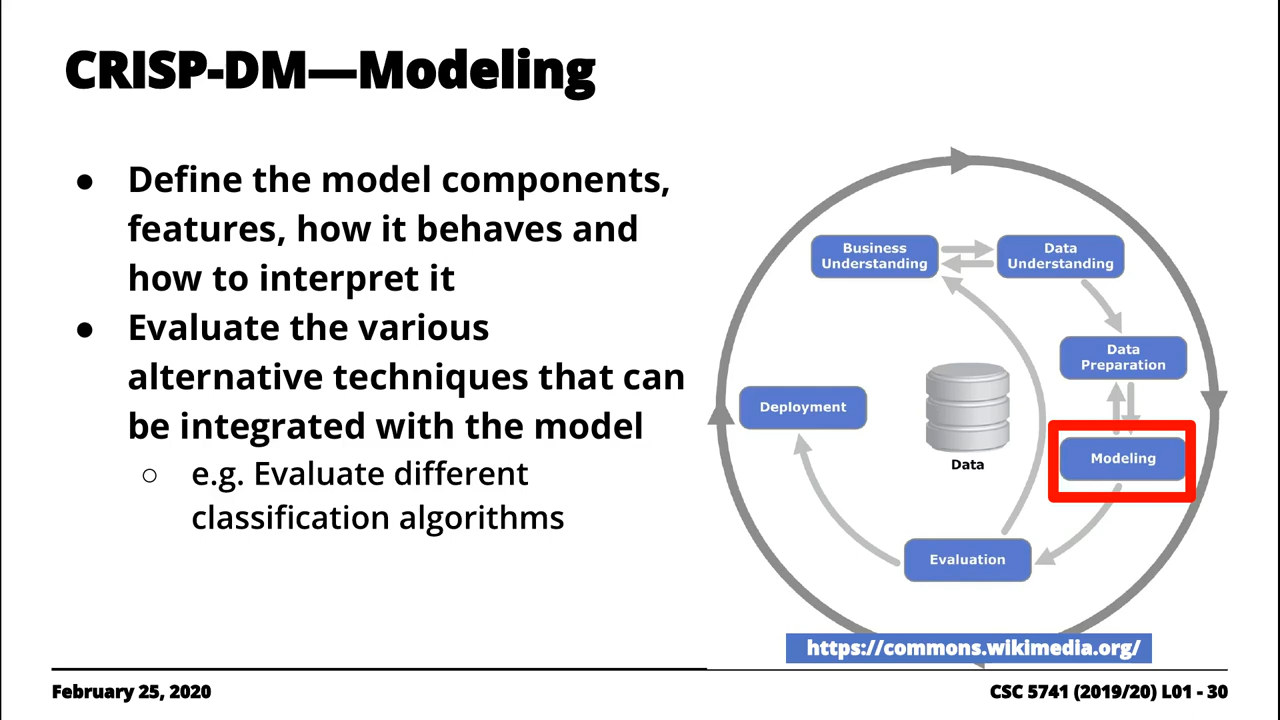 CRISP-DM—Modeling
● Define the model components,
features, how it behaves and
how to interpret it
● Evaluate the various
alternative techniques that can
be integrated with the model
○ e.g. Evaluate different
classification algorithms
Business
Understanding
Data
Understanding
Data
Preparation
Deployment
Data
Modeling
Evaluation
https://commons.wikimedia.org/
February 25, 2020
CSC 5741 (2019/20) L01 - 30